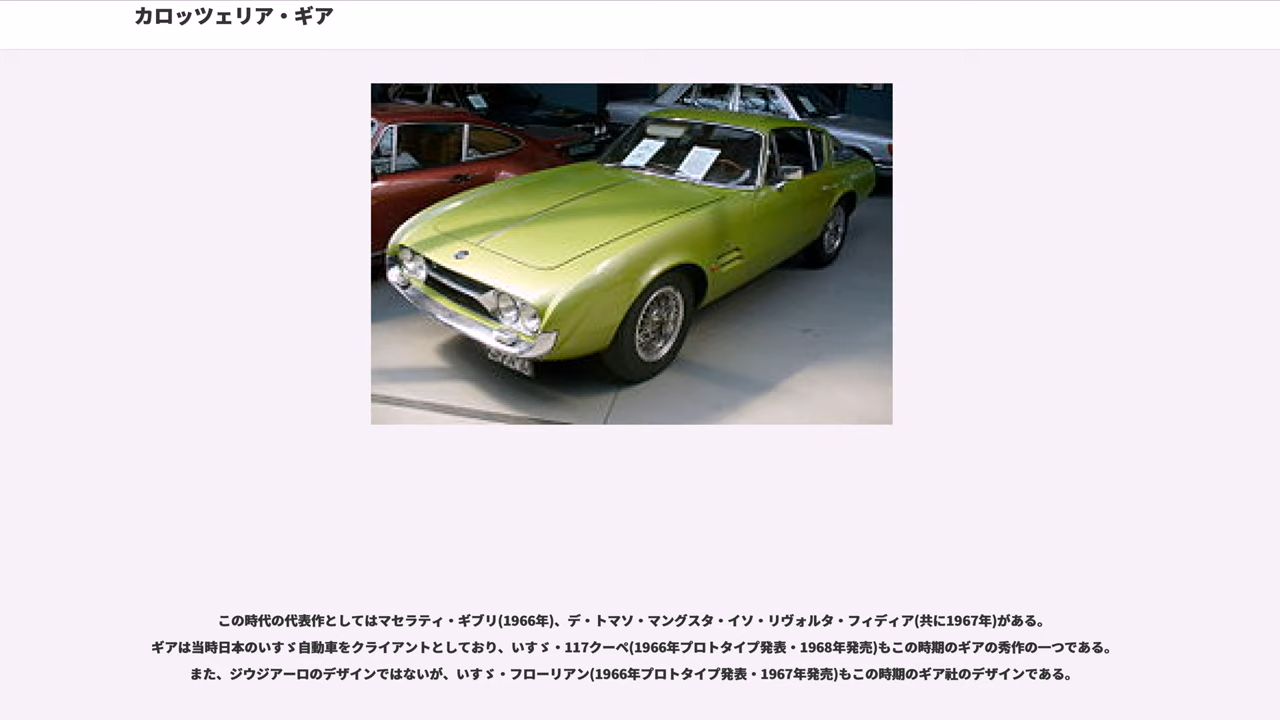 カロッツェリア・ギア
この時代の代表作としてはマセラティ・ギブリ(1966年)、デ・トマソ・マングスタ・イソ・リヴォルタ・フィディア(共に1967年)がある。
ギアは当時日本のいすゞ自動車をクライアントとしており、いすゞ・117クーペ(1966年プロトタイプ発表・1968年発売)もこの時期のギアの秀作の一つである。
また、ジウジアーロのデザインではないが、いすゞ・フローリアン(1966年プロトタイプ発表・1967年発売)もこの時期のギア社のデザインである。